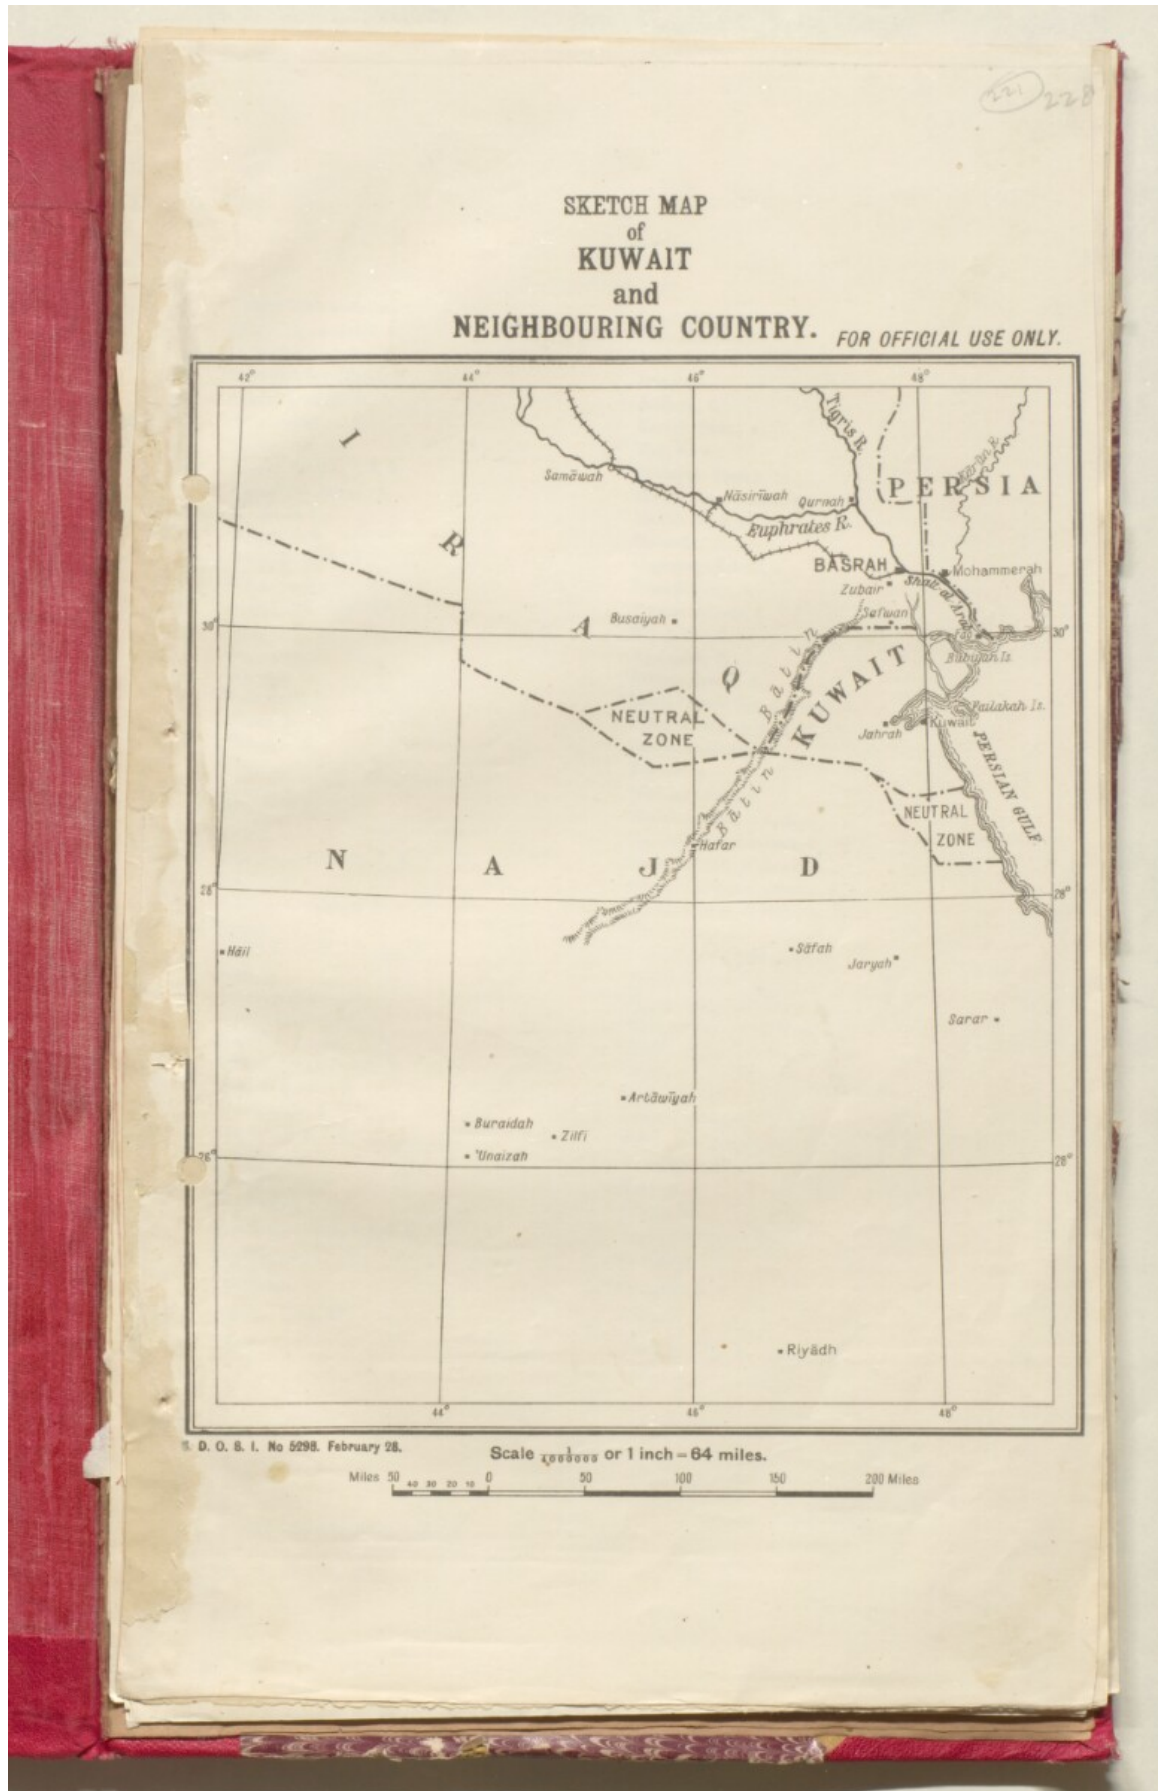 221 228
SKETCH MAP
of
KUWAIT
and
NEIGHBOURING COUNTRY.
FOR OFFICIAL USE ONLY.
42° 44° 46° 48°
I
R
A
Q
Tigris R.
Kārūn R.
PERSIA
Samāwah
Nāsirīwah
Qurnah
Euphrates R.
BASRAH
Mohammerah
Zubair
Shatt al Arab
Safwan
Busaiyah
30° 30°
Bubiyan Is.
Bātin
KUWAIT
Failakah Is.
NEUTRAL
ZONE
Jahrah
Kuwait
PERSIAN GULF
Bātin
NEUTRAL
ZONE
Hafar
N A J D
28° 28°
Hāil
Sāfah
Jaryah
Sarar
Artāwīyah
Buraidah
Zilfi
'Unaizah
26° 28°
Riyādh
44° 46° 48°
D. O. S. I. No 5298. February 28.
Scale 1/4000000 or 1 inch = 64 miles.
Miles 50 40 30 20 10 0 50 100 150 200 Miles